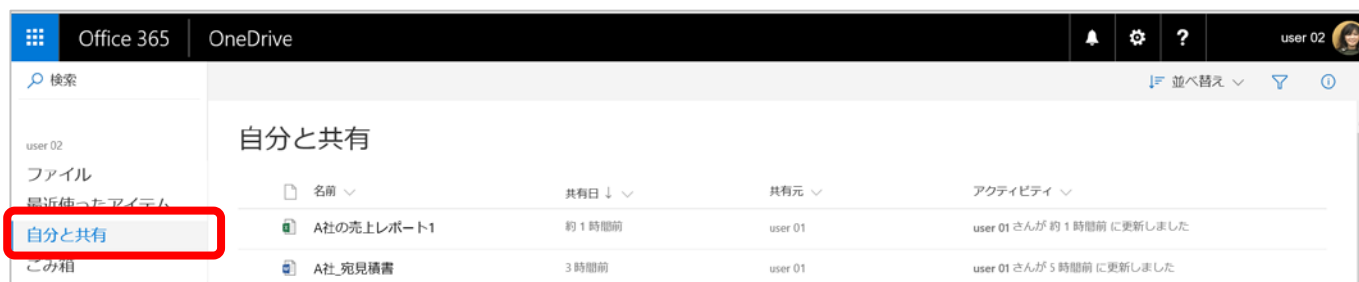 Office 365 OneDrive ? user 02
検索 並べ替え
user 02
自分と共有
ファイル
名前 共有日↓ 共有元 アクティビティ
最近使ったアイテム
A社の売上レポート1 約 1 時間前 user 01 user 01 さんが 約 1 時間前 に更新しました
自分と共有
ごみ箱
A社_宛見積書 3 時間前 user 01 user 01 さんが 5 時間前 に更新しました